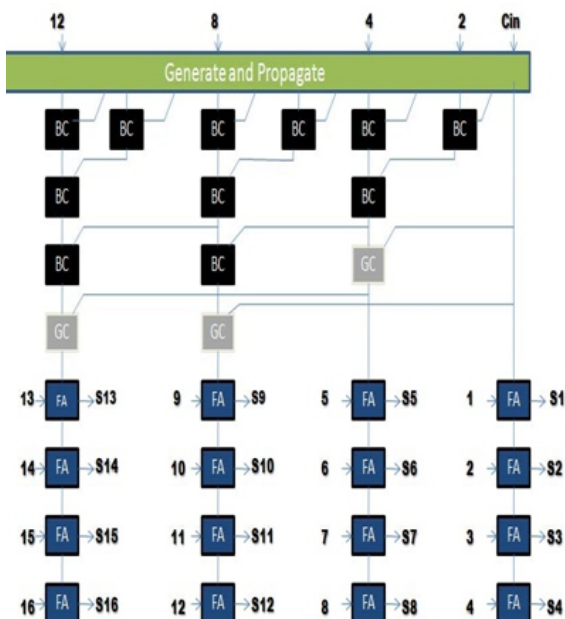 12 8 4 2 Cin
Generate and Propagate
BC BC BC BC BC BC
BC BC BC
BC BC GC
GC GC
13 FA S13 9 FA S9 5 FA S5 1 FA S1
14 FA S14 10 FA S10 6 FA S6 2 FA S2
15 FA S15 11 FA S11 7 FA S7 3 FA S3
16 FA S16 12 FA S12 8 FA S8 4 FA S4